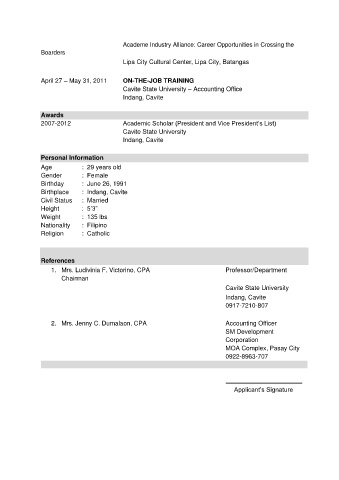 Academe Industry Alliance: Career Opportunities in Crossing the
Boarders
Lipa City Cultural Center, Lipa City, Batangas
April 27 – May 31, 2011 ON-THE-JOB TRAINING
Cavite State University – Accounting Office
Indang, Cavite
Awards
2007-2012 Academic Scholar (President and Vice President's List)
Cavite State University
Indang, Cavite
Personal Information
Age : 29 years old
Gender : Female
Birthday : June 26, 1991
Birthplace : Indang, Cavite
Civil Status : Married
Height : 5'3"
Weight : 135 lbs
Nationality : Filipino
Religion : Catholic
References
1. Mrs. Ludivinia F. Victorino, CPA Professor/Department
Chairman
Cavite State University
Indang, Cavite
0917-7210-807
2. Mrs. Jenny C. Dumalson, CPA Accounting Officer
SM Development
Corporation
MOA Complex, Pasay City
0922-8963-707
Applicant's Signature